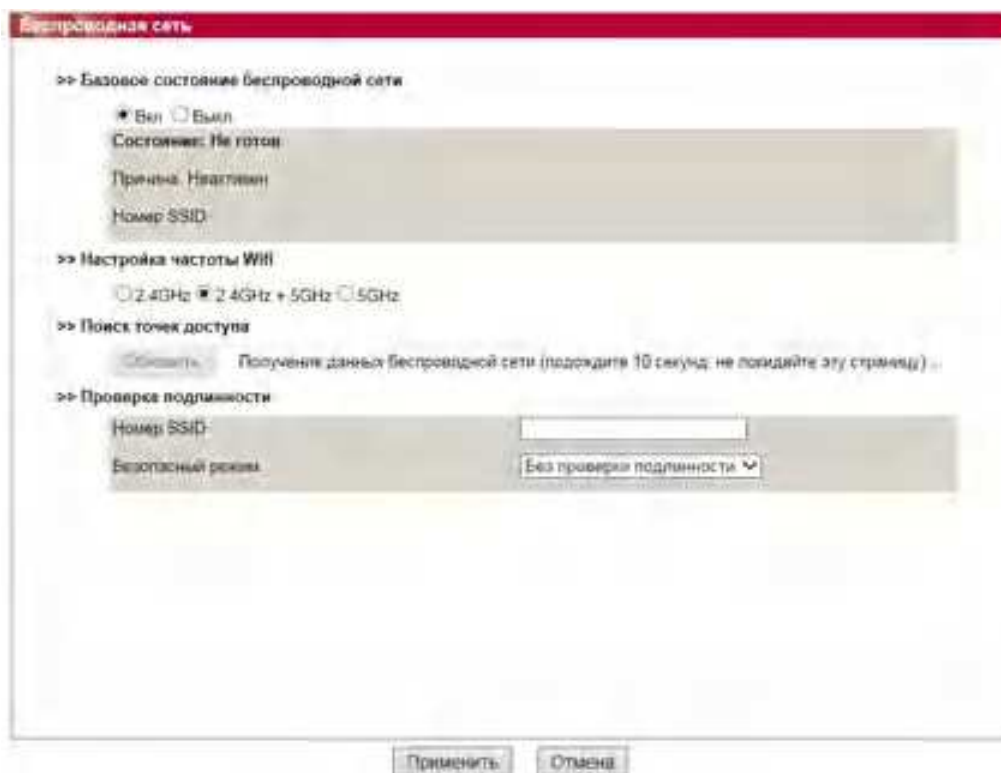 Беспроводная сеть
>> Базовое состояние беспроводной сети
Вкл Выкл
Состояние: Не готов
Причина. Неактивен
Номер SSID
>> Настройка частоты Wifi
2.4GHz 2.4GHz + 5GHz 5GHz
>> Поиск точек доступа
Обновить Получение данных беспроводной сети (подождите 10 секунд, не покидайте эту страницу) ...
>> Проверка подлинности
Номер SSID
Безопасный режим Без проверки подлинности
Применить Отмена